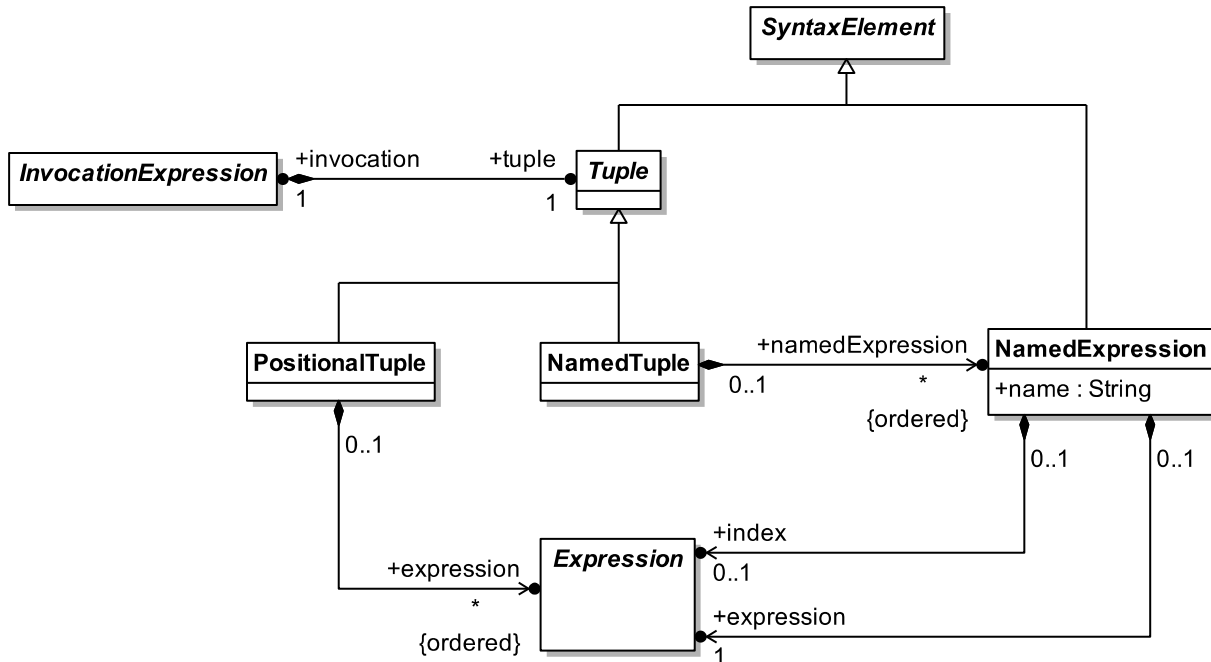 SyntaxElement
+invocation
+tuple
InvocationExpression
Tuple
1
1
PositionalTuple
NamedTuple
+namedExpression
NamedExpression
0..1
*
+name : String
{ordered}
0..1
0..1
0..1
+index
Expression
0..1
+expression
*
+expression
{ordered}
1